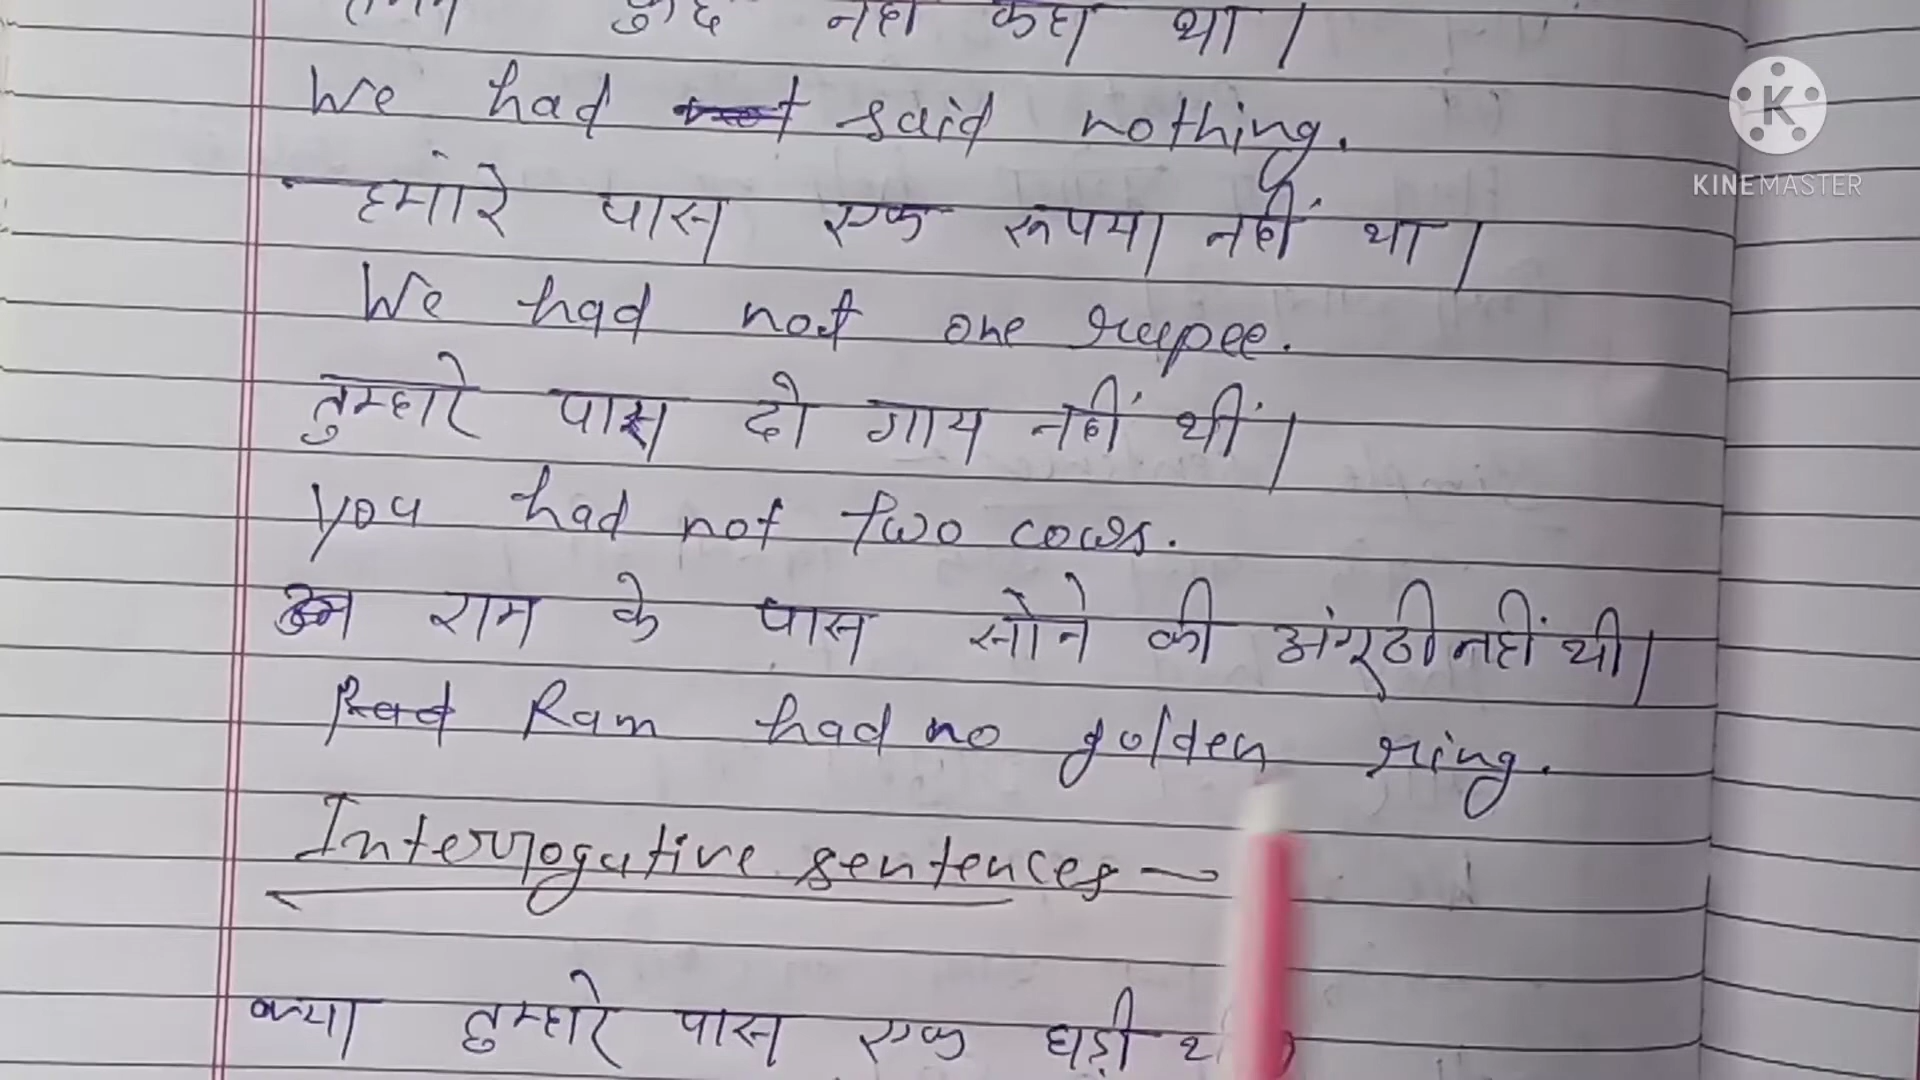 कुछ नहीं कहा था।
We had said nothing.
हमारे पास एक रूपया नहीं था।
We had not one rupee.
तुम्हारे पास दो गाय नहीं थीं।
You had not two cows.
राम के पास सोने की अंगूठी नहीं थी।
Ram had no golden ring.
Interrogative sentences
क्या तुम्हारे पास एक घड़ी
KINEMASTER